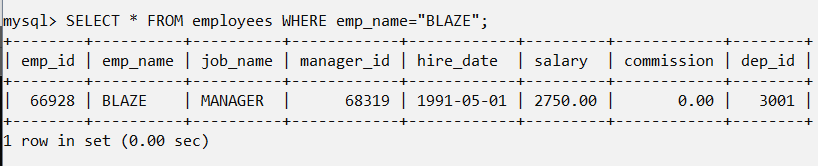 mysql> SELECT * FROM employees WHERE emp_name="BLAZE";
+--------+----------+----------+------------+------------+---------+------------+--------+
| emp_id | emp_name | job_name | manager_id | hire_date  | salary  | commission | dep_id |
+--------+----------+----------+------------+------------+---------+------------+--------+
|  66928 | BLAZE    | MANAGER  |      68319 | 1991-05-01 | 2750.00 |       0.00 |   3001 |
+--------+----------+----------+------------+------------+---------+------------+--------+
1 row in set (0.00 sec)